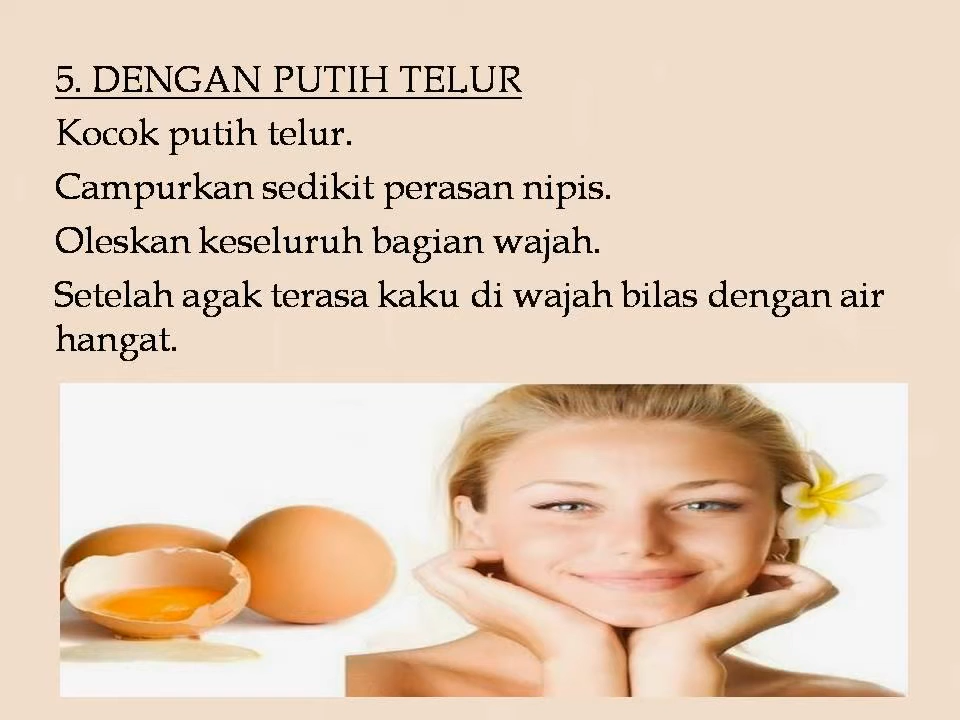 5. DENGAN PUTIH TELUR
Kocok putih telur.
Campurkan sedikit perasan nipis.
Oleskan keseluruh bagian wajah.
Setelah agak terasa kaku di wajah bilas dengan air
hangat.